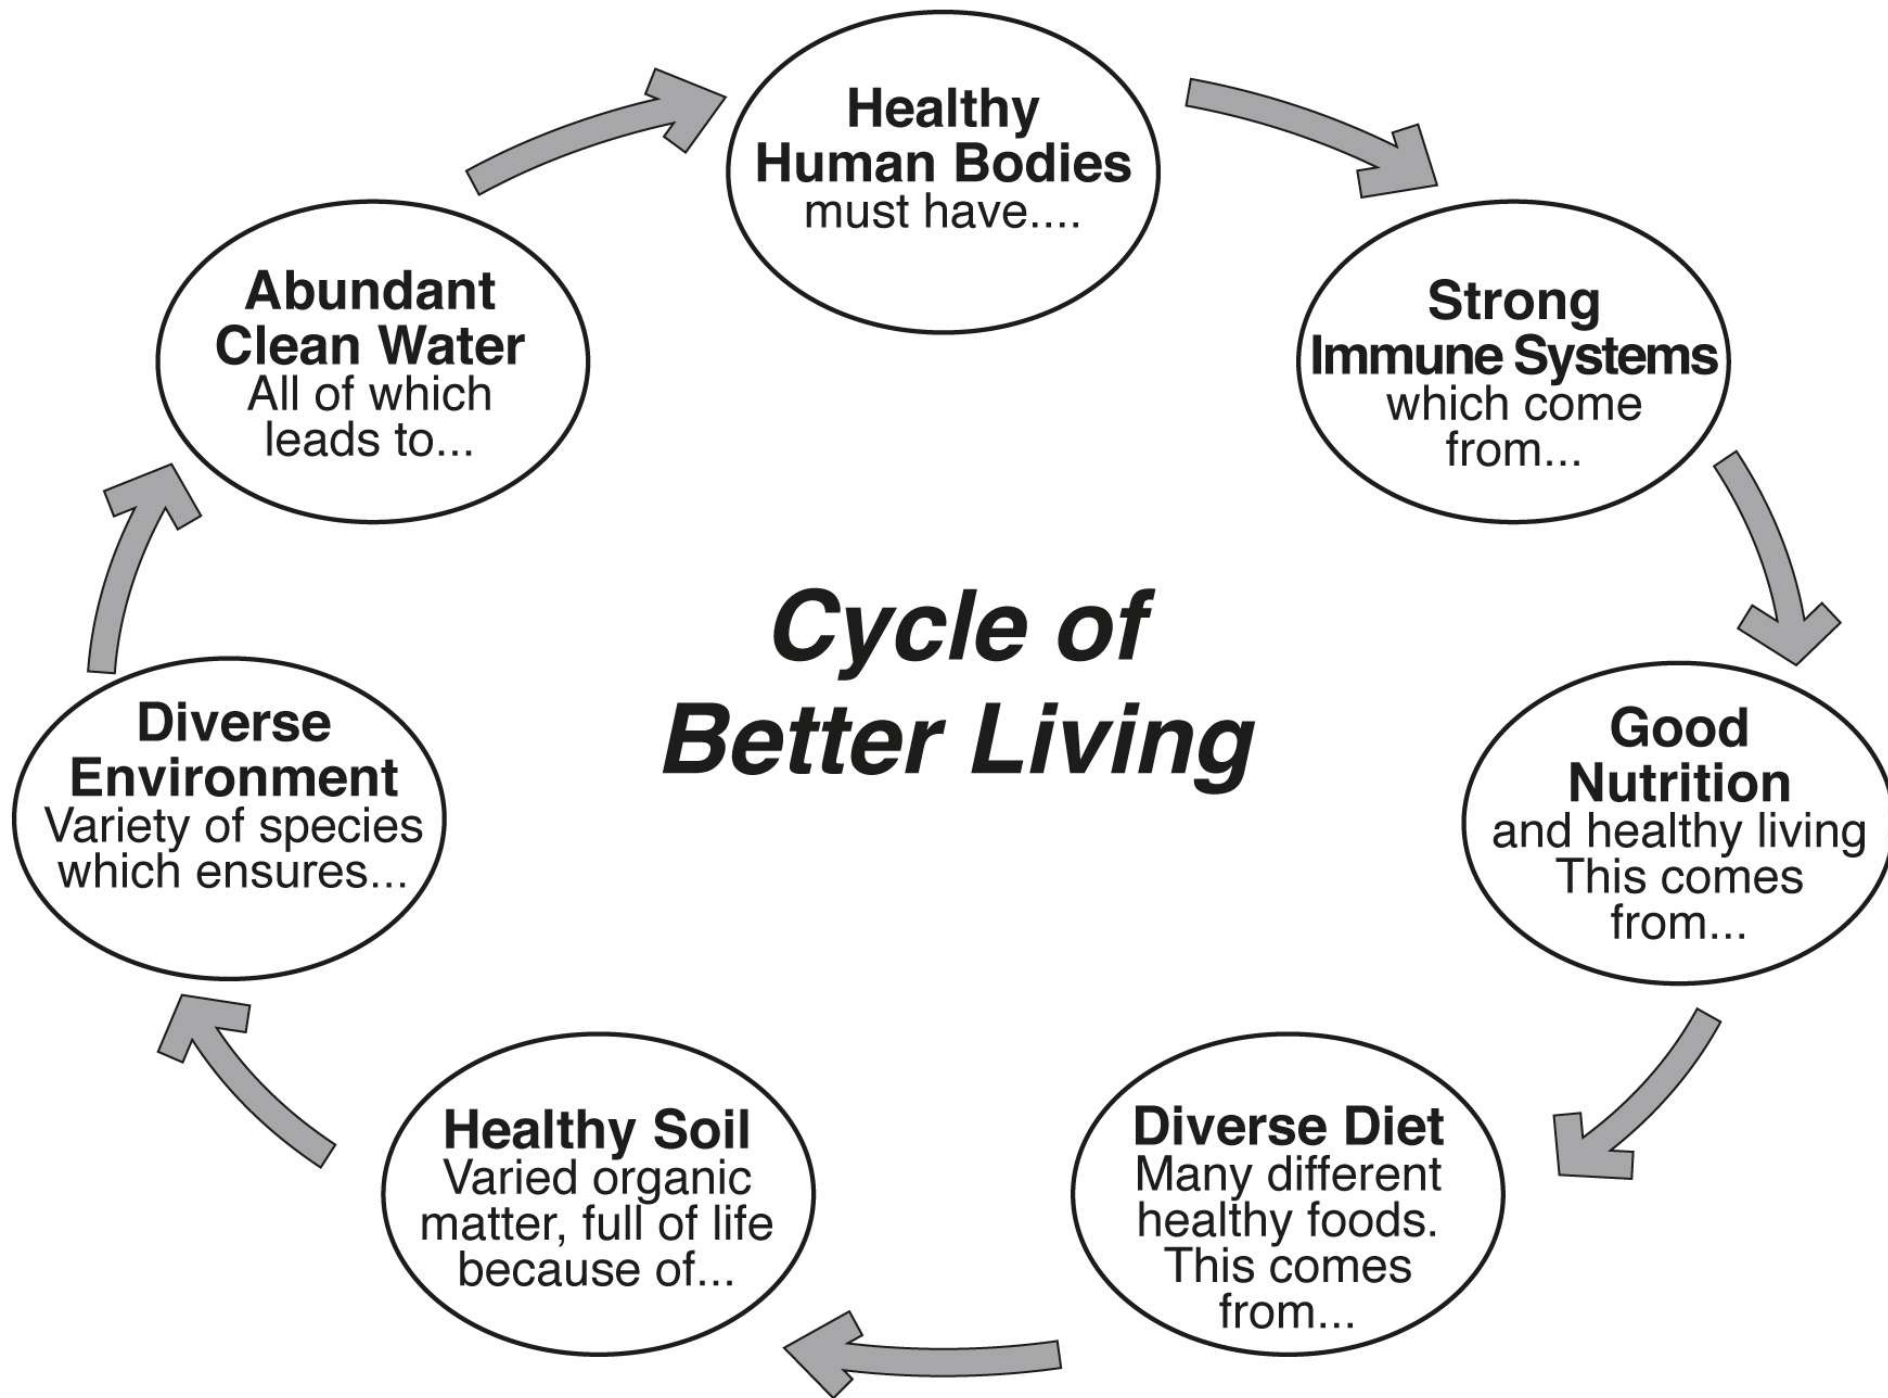 Healthy
Human Bodies
must have....
Strong
Immune Systems
which come
from...
Good
Nutrition
and healthy living
This comes
from...
Diverse Diet
Many different
healthy foods.
This comes
from...
Healthy Soil
Varied organic
matter, full of life
because of...
Diverse
Environment
Variety of species
which ensures...
Abundant
Clean Water
All of which
leads to...
Cycle of
Better Living